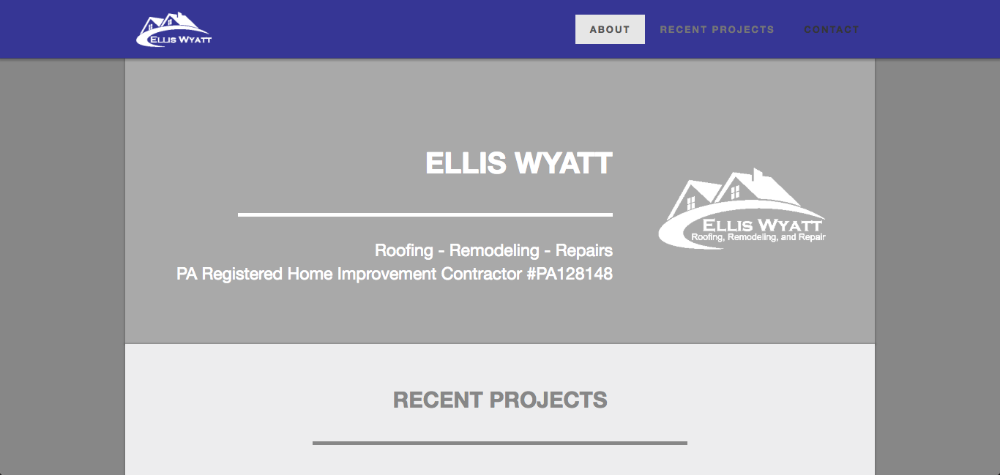 ELLIS WYATT
ABOUT
RECENT PROJECTS
CONTACT
ELLIS WYATT
Roofing - Remodeling - Repairs
PA Registered Home Improvement Contractor #PA128148
ELLIS WYATT
Roofing, Remodeling, and Repair
RECENT PROJECTS